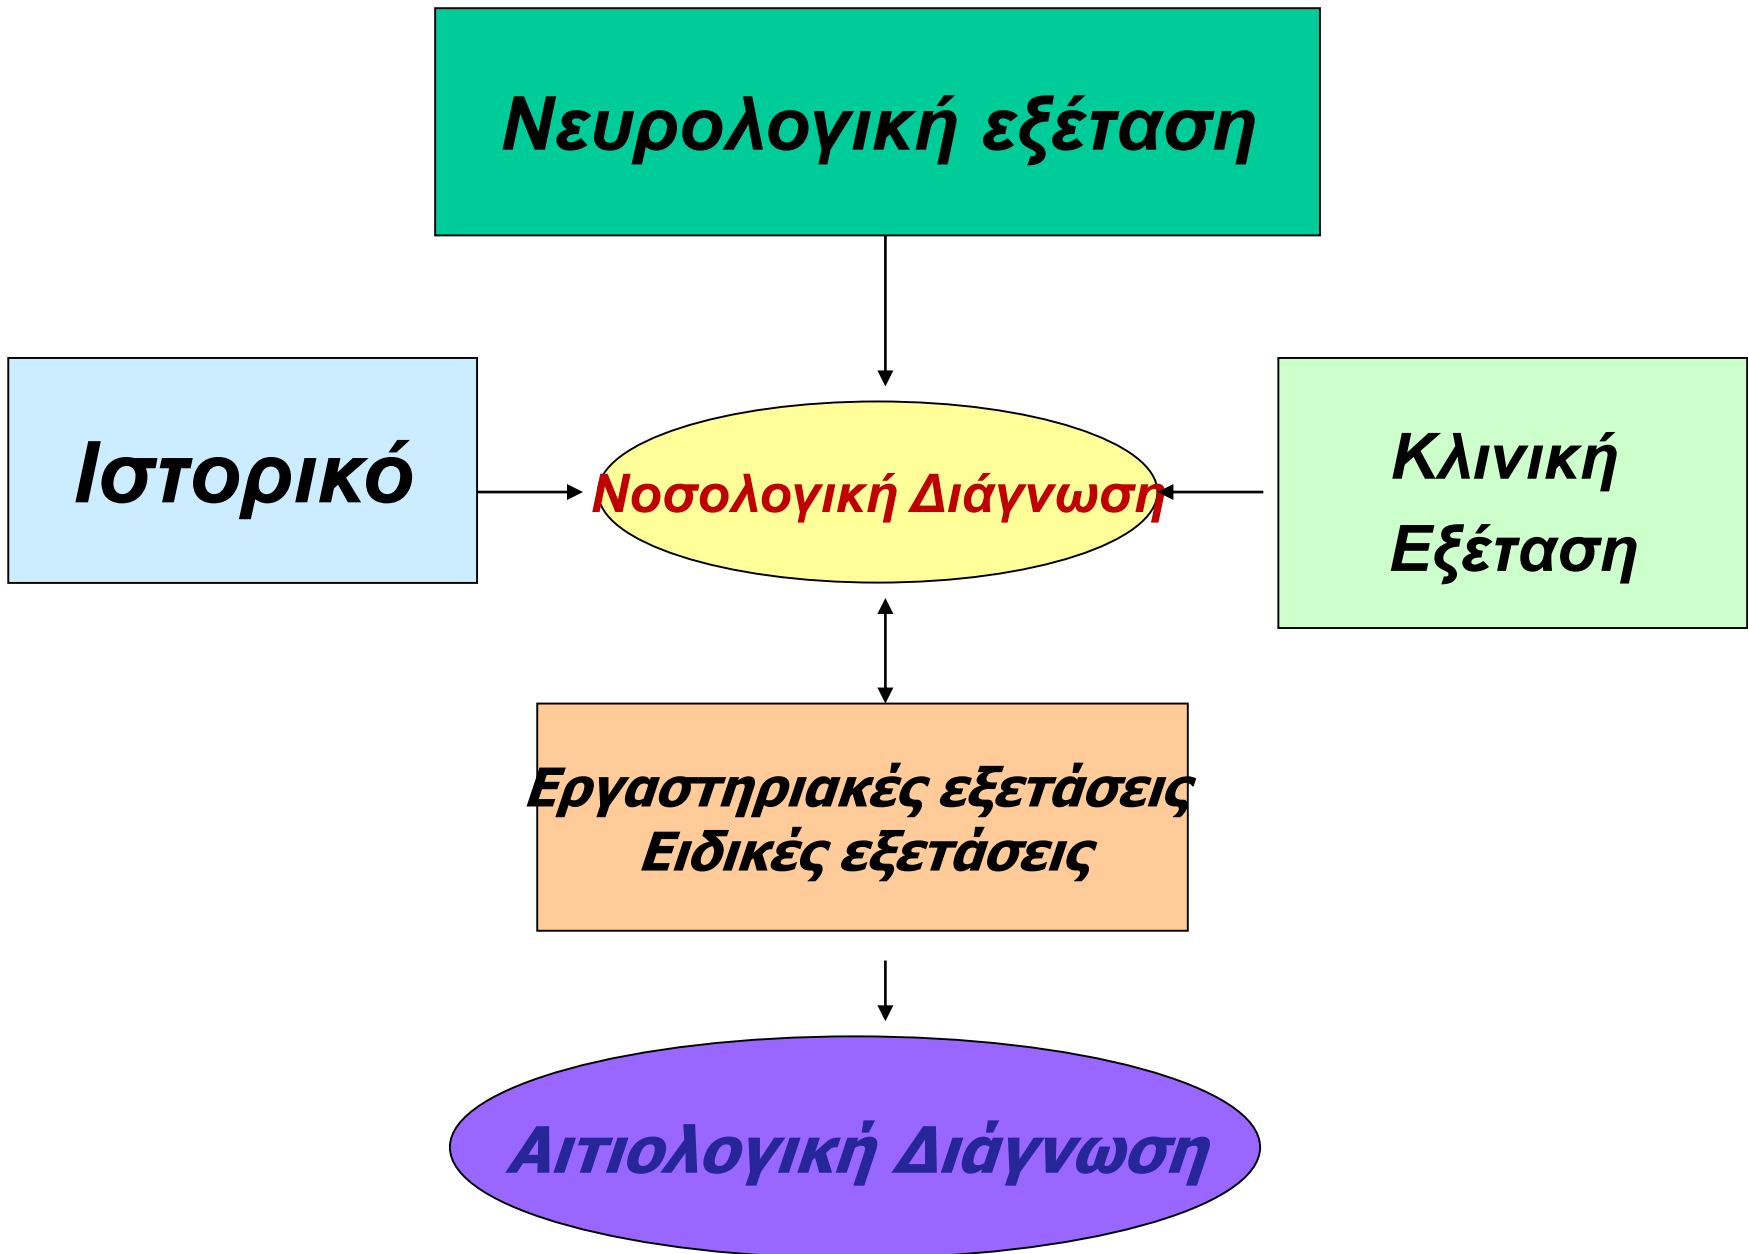 Νευρολογική εξέταση
Ιστορικό
Νοσολογική Διάγνωση
Κλινική
Εξέταση
Εργαστηριακές εξετάσεις
Ειδικές εξετάσεις
Αιτιολογική Διάγνωση